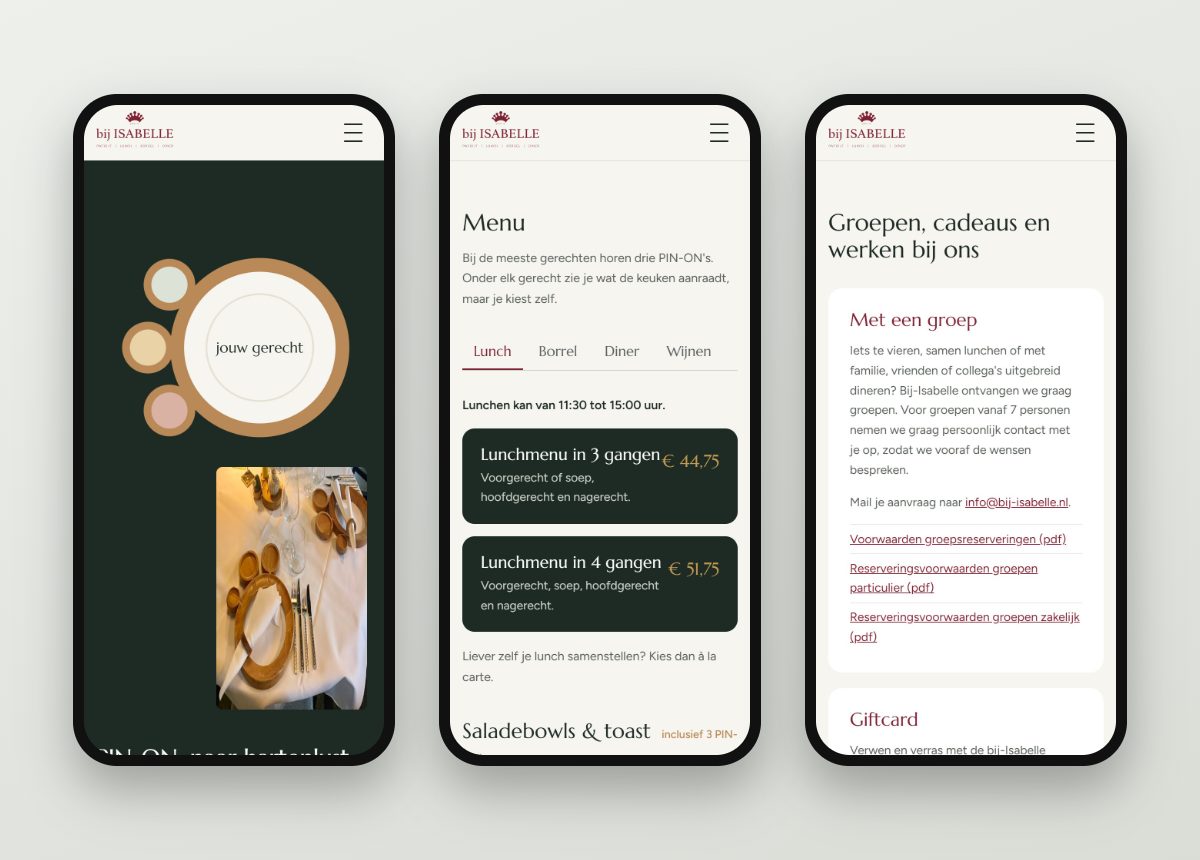 bij ISABELLE
jouw gerecht
bij ISABELLE
Menu
Bij de meeste gerechten horen drie PIN-ON's.
Onder elk gerecht zie je wat de keuken aanraadt,
maar je kiest zelf.
Lunch Borrel Diner Wijnen
Lunchen kan van 11:30 tot 15:00 uur.
Lunchmenu in 3 gangen € 44,75
Voorgerecht of soep,
hoofdgerecht en nagerecht.
Lunchmenu in 4 gangen € 51,75
Voorgerecht, soep, hoofdgerecht
en nagerecht.
Liever zelf je lunch samenstellen? Kies dan à la
carte.
Saladebowls & toast inclusief 3 PIN-
bij ISABELLE
Groepen, cadeaus en
werken bij ons
Met een groep
Iets te vieren, samen lunchen of met
familie, vrienden of collega's uitgebreid
dineren? Bij-Isabelle ontvangen we graag
groepen. Voor groepen vanaf 7 personen
nemen we graag persoonlijk contact met
je op, zodat we vooraf de wensen
bespreken.
Mail je aanvraag naar info@bij-isabelle.nl.
Voorwaarden groepsreserveringen (pdf)
Reserveringsvoorwaarden groepen
particulier (pdf)
Reserveringsvoorwaarden groepen zakelijk
(pdf)
Giftcard
Verwen en verras met de bij-Isabelle